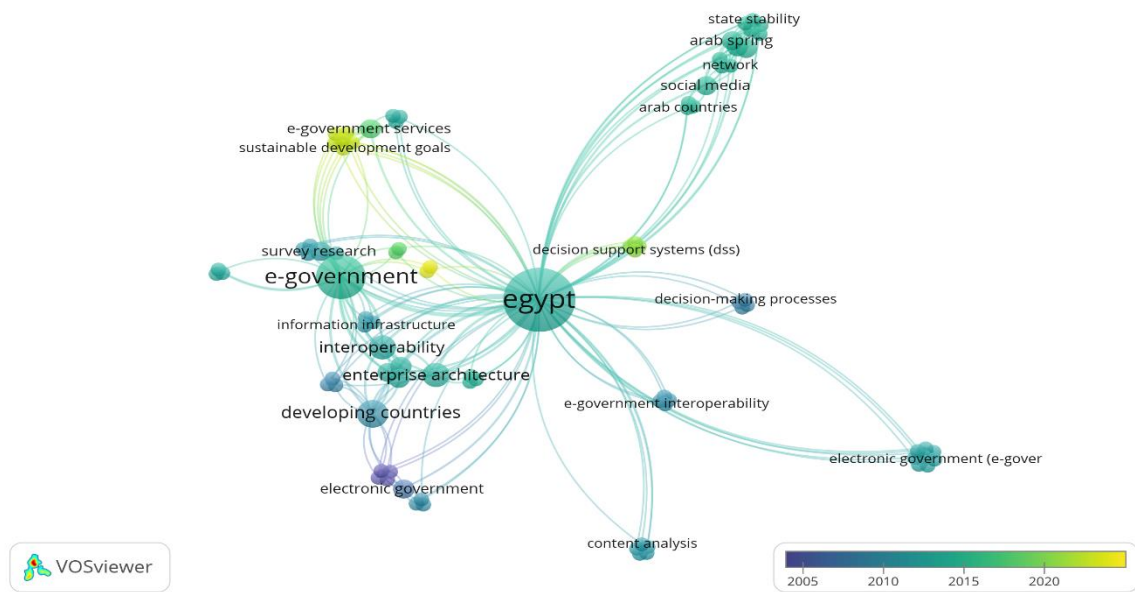 state stability
arab spring
network
social media
arab countries
e-government services
sustainable development goals
survey research
decision support systems (dss)
e-government
egypt
decision-making processes
information infrastructure
interoperability
enterprise architecture
developing countries
e-government interoperability
electronic government (e-gover
electronic government
content analysis
VOSviewer
2005
2010
2015
2020